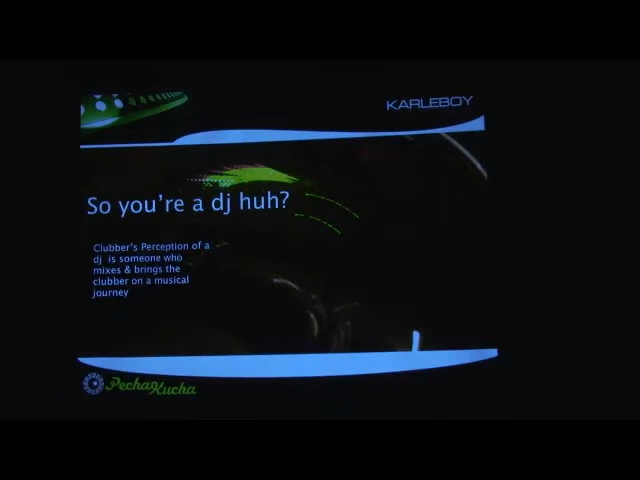 KARLEBOY
So you're a dj huh?
Clubber's Perception of a
dj is someone who
mixes & brings the
clubber on a musical
journey
PechaKucha